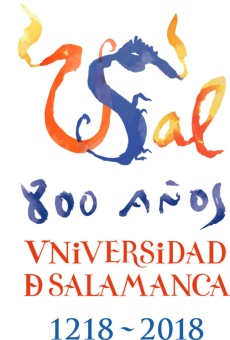 USal
800 AÑOS
VNiVERSiDAD
Ð SALAMANCA
1218 ~ 2018